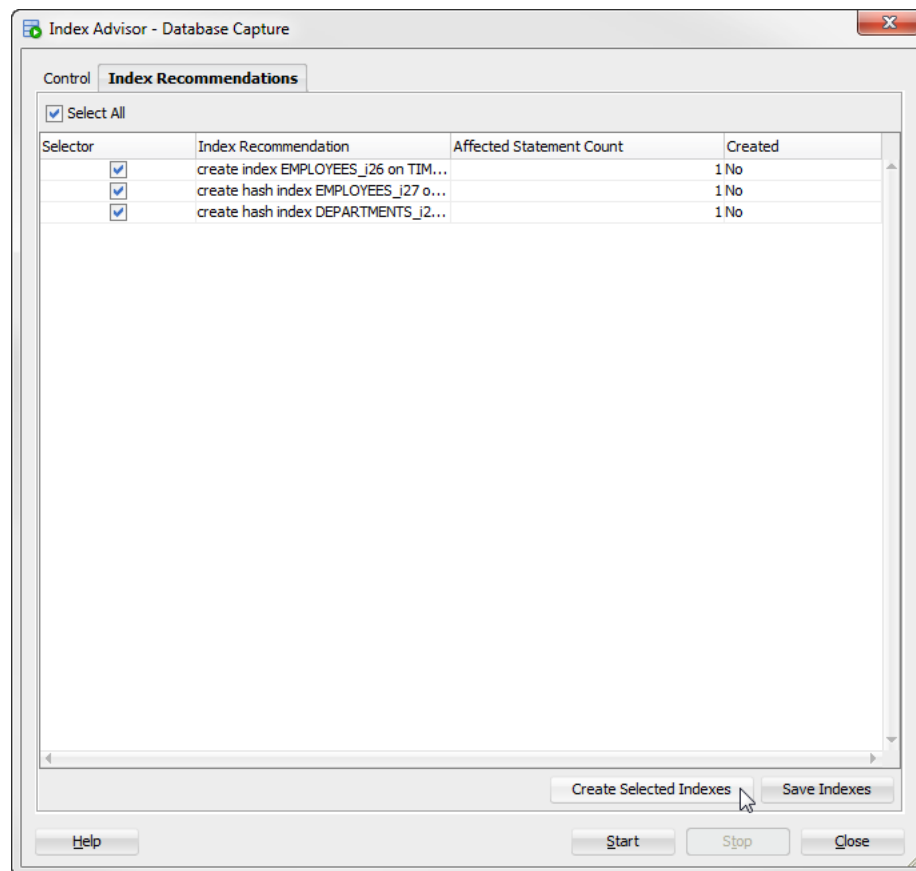 Index Advisor - Database Capture
Control Index Recommendations
Select All
Selector Index Recommendation Affected Statement Count Created
create index EMPLOYEES_i26 on TIM... 1 No
create hash index EMPLOYEES_i27 o... 1 No
create hash index DEPARTMENTS_i2... 1 No
Create Selected Indexes Save Indexes
Help Start Stop Close